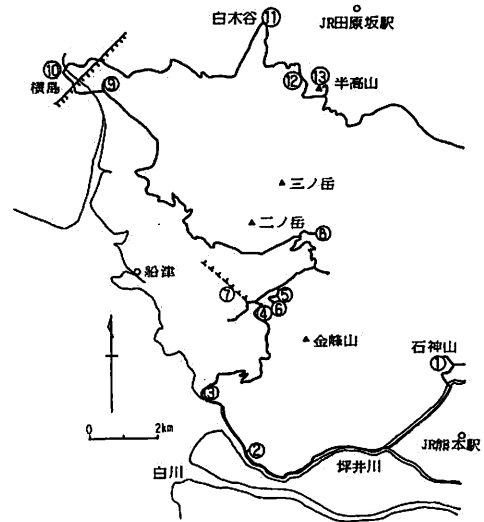 白木谷
⑪
JR田原坂駅
⑩
横島
⑨
⑫
⑬
半高山
三ノ岳
二ノ岳
⑧
船津
⑦
⑤
④
⑥
金峰山
石神山
①
③
②
JR熊本駅
坪井川
白川
0 2km